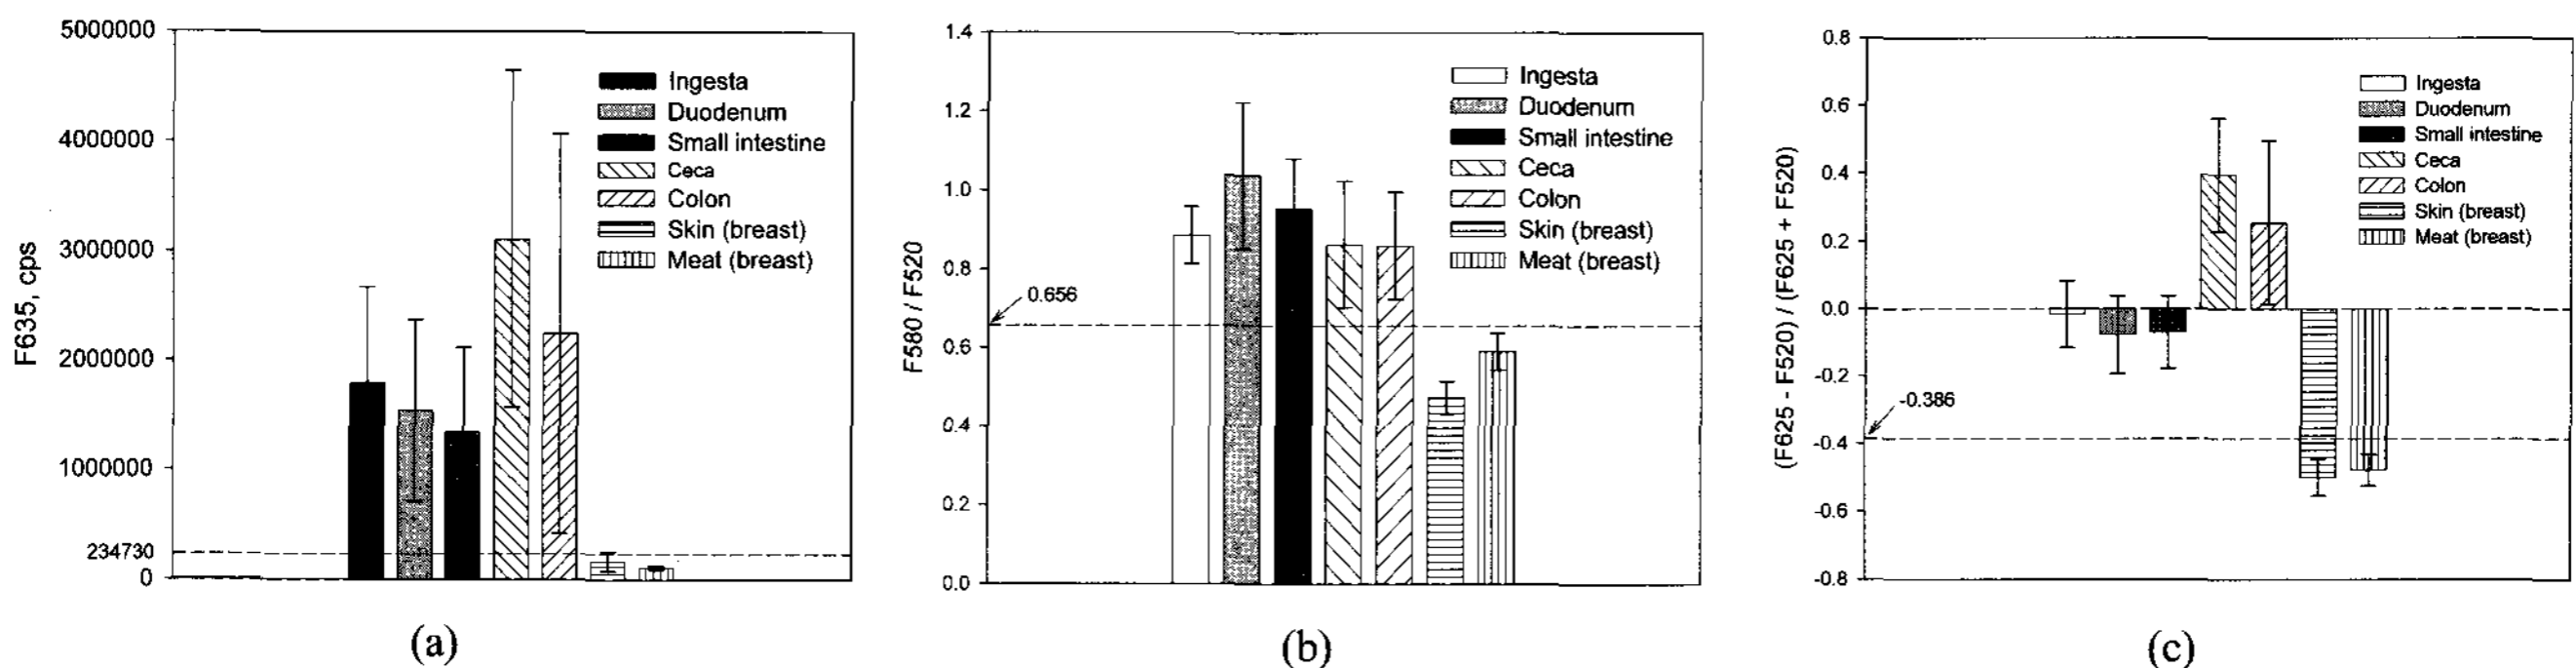 5000000
4000000
3000000
2000000
1000000
234730
0
F635, cps
Ingesta
Duodenum
Small intestine
Ceca
Colon
Skin (breast)
Meat (breast)
(a)
1.4
1.2
1.0
0.8
0.6
0.4
0.2
0.0
F580 / F520
0.656
Ingesta
Duodenum
Small intestine
Ceca
Colon
Skin (breast)
Meat (breast)
(b)
0.8
0.6
0.4
0.2
0.0
-0.2
-0.4
-0.6
-0.8
(F625 - F520) / (F625 + F520)
-0.386
Ingesta
Duodenum
Small intestine
Ceca
Colon
Skin (breast)
Meat (breast)
(c)